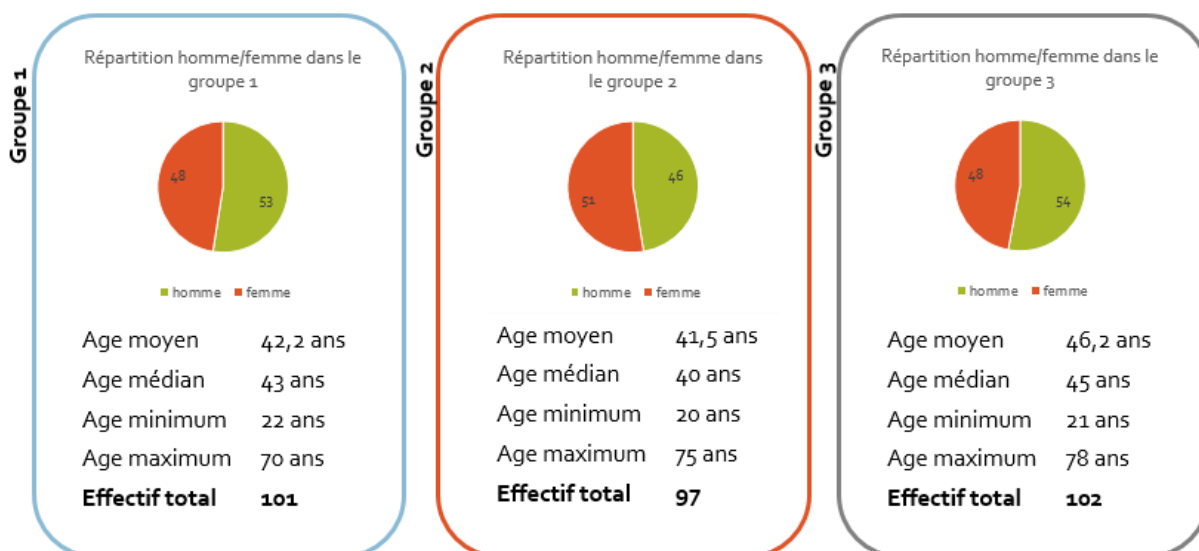 Groupe 1
Répartition homme/femme dans le
groupe 1
48
53
homme femme
Age moyen 42,2 ans
Age médian 43 ans
Age minimum 22 ans
Age maximum 70 ans
Effectif total 101
Groupe 2
Répartition homme/femme dans
le groupe 2
46
51
homme femme
Age moyen 41,5 ans
Age médian 40 ans
Age minimum 20 ans
Age maximum 75 ans
Effectif total 97
Groupe 3
Répartition homme/femme dans le
groupe 3
48
54
homme femme
Age moyen 46,2 ans
Age médian 45 ans
Age minimum 21 ans
Age maximum 78 ans
Effectif total 102